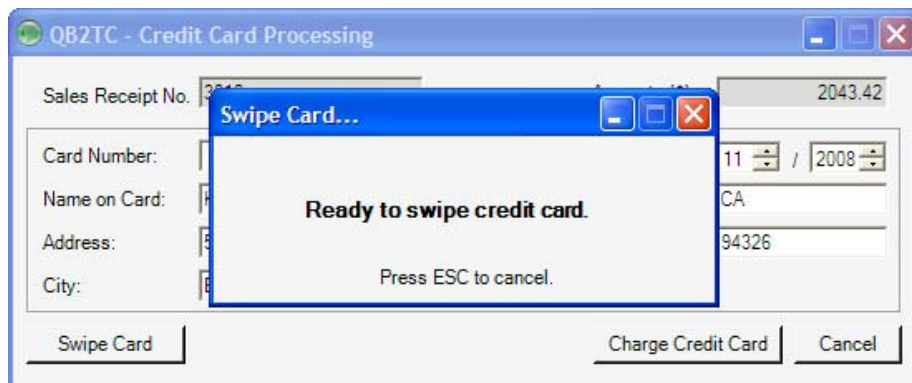 QB2TC - Credit Card Processing
Sales Receipt No. 2043.42
Swipe Card...
Card Number: 11 / 2008
Name on Card: CA
Ready to swipe credit card.
Address: 94326
Press ESC to cancel.
City:
Swipe Card Charge Credit Card Cancel